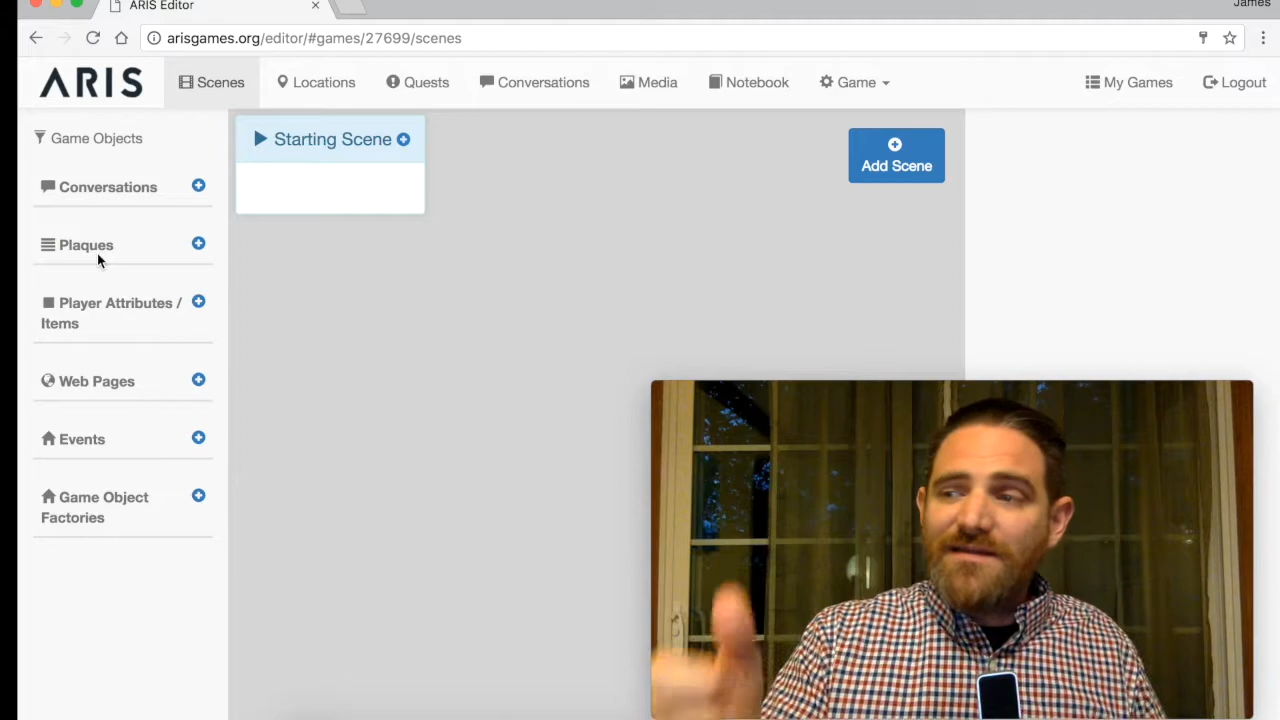 James
ARIS Editor
arisgames.org/editor/#games/27699/scenes
ARIS Scenes Locations Quests Conversations Media Notebook Game My Games Logout
Game Objects
Starting Scene
Add Scene
Conversations
Plaques
Player Attributes /
Items
Web Pages
Events
Game Object
Factories